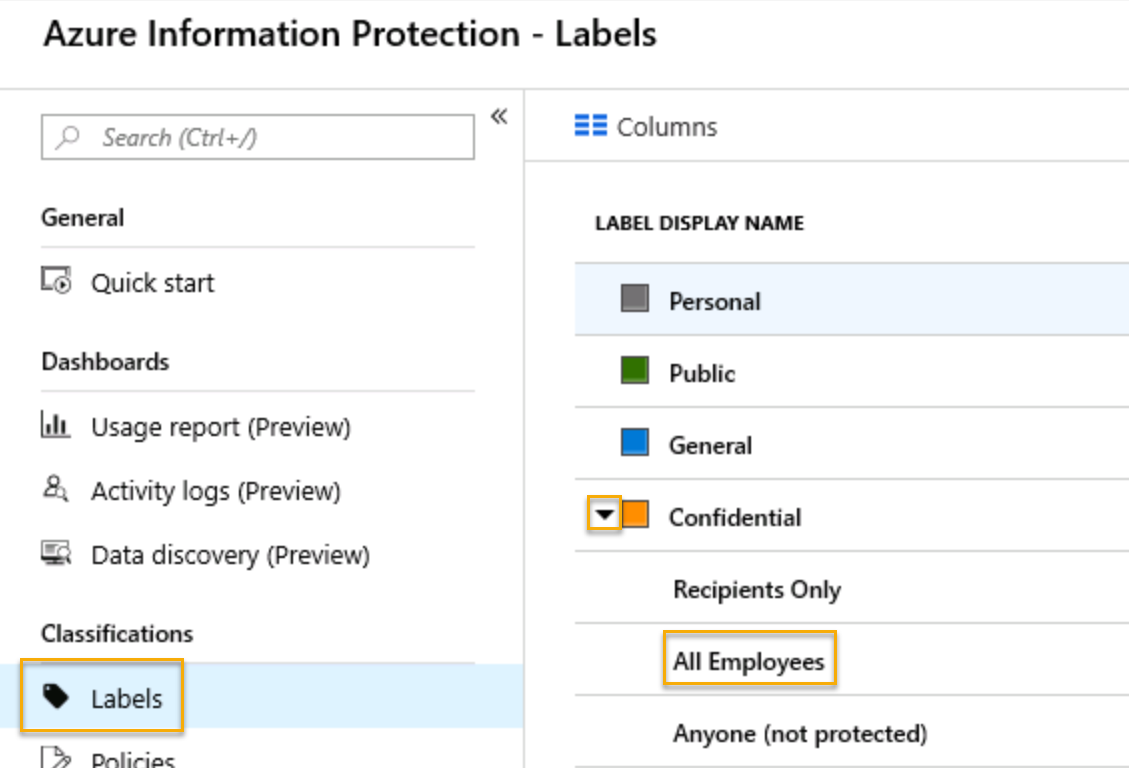 Azure Information Protection - Labels
Search (Ctrl+/)
«
General
Quick start
Dashboards
Usage report (Preview)
Activity logs (Preview)
Data discovery (Preview)
Classifications
Labels
Policies
Columns
LABEL DISPLAY NAME
Personal
Public
General
Confidential
Recipients Only
All Employees
Anyone (not protected)